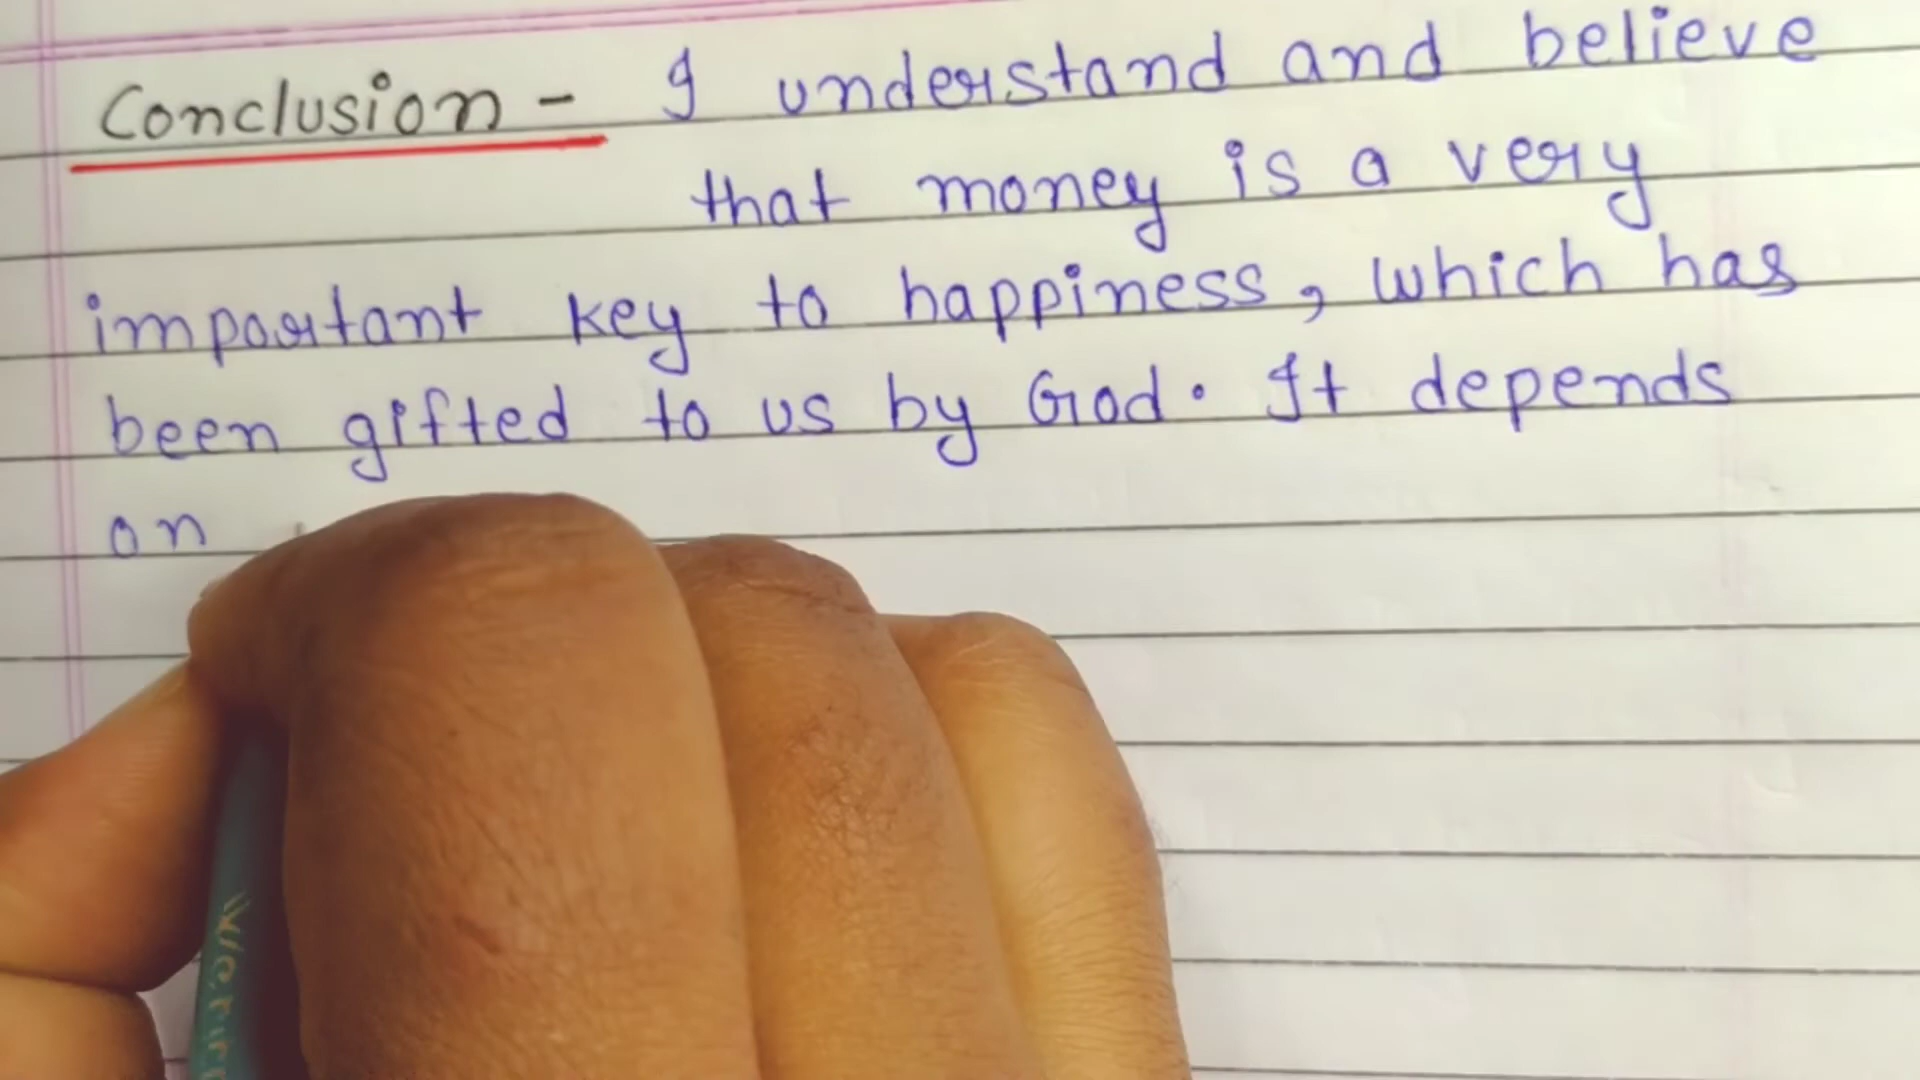 Conclusion - I understand and believe
that money is a very
important key to happiness, which has
been gifted to us by God. It depends
on